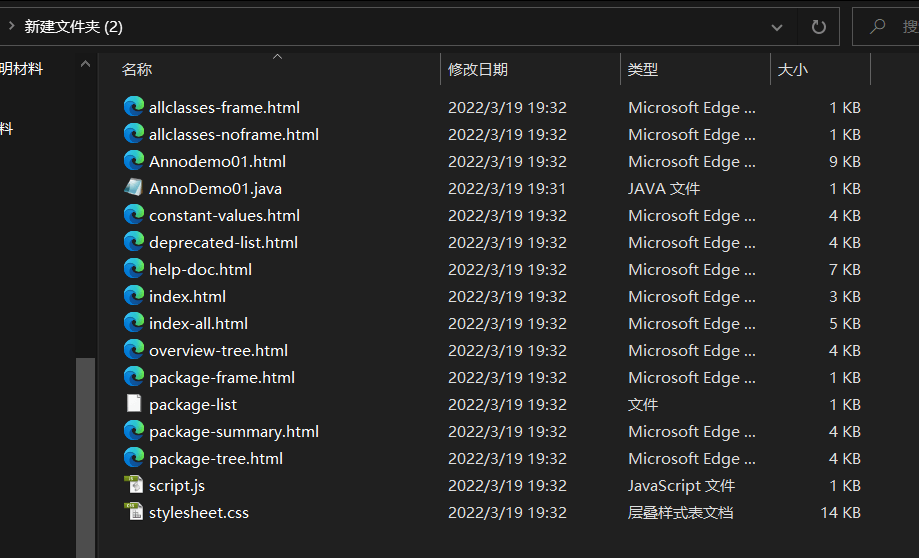 新建文件夹 (2)
搜
明材料
料
名称 修改日期 类型 大小
allclasses-frame.html 2022/3/19 19:32 Microsoft Edge ... 1 KB
allclasses-noframe.html 2022/3/19 19:32 Microsoft Edge ... 1 KB
Annodemo01.html 2022/3/19 19:32 Microsoft Edge ... 9 KB
AnnoDemo01.java 2022/3/19 19:31 JAVA 文件 1 KB
constant-values.html 2022/3/19 19:32 Microsoft Edge ... 4 KB
deprecated-list.html 2022/3/19 19:32 Microsoft Edge ... 4 KB
help-doc.html 2022/3/19 19:32 Microsoft Edge ... 7 KB
index.html 2022/3/19 19:32 Microsoft Edge ... 3 KB
index-all.html 2022/3/19 19:32 Microsoft Edge ... 5 KB
overview-tree.html 2022/3/19 19:32 Microsoft Edge ... 4 KB
package-frame.html 2022/3/19 19:32 Microsoft Edge ... 1 KB
package-list 2022/3/19 19:32 文件 1 KB
package-summary.html 2022/3/19 19:32 Microsoft Edge ... 4 KB
package-tree.html 2022/3/19 19:32 Microsoft Edge ... 4 KB
script.js 2022/3/19 19:32 JavaScript 文件 1 KB
stylesheet.css 2022/3/19 19:32 层叠样式表文档 14 KB